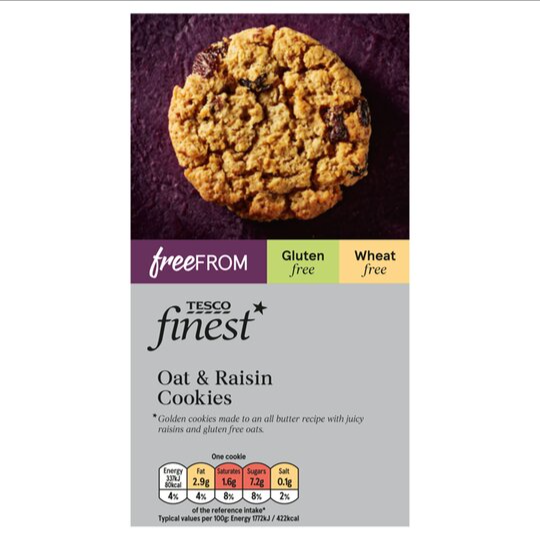 freeFROM
Gluten
free
Wheat
free
TESCO
finest*
Oat & Raisin
Cookies
*Golden cookies made to an all butter recipe with juicy
raisins and gluten free oats.
One cookie
Energy Fat Saturates Sugars Salt
337kJ
80kcal 2.9g 1.6g 7.2g 0.1g
4% 4% 8% 8% 2%
of the reference intake*
Typical values per 100g: Energy 1772kJ / 422kcal